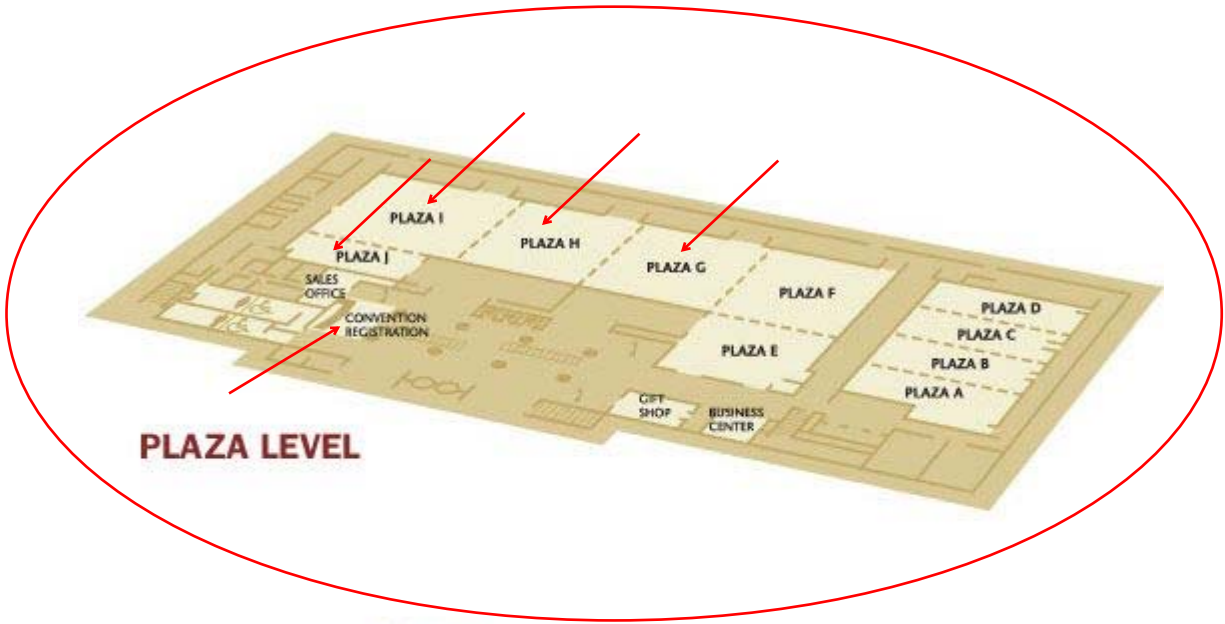 PLAZA I
PLAZA H
PLAZA J
PLAZA G
SALES
OFFICE
PLAZA F
PLAZA D
CONVENTION
REGISTRATION
PLAZA C
PLAZA E
PLAZA B
PLAZA A
GIFT
SHOP
BUSINESS
CENTER
PLAZA LEVEL